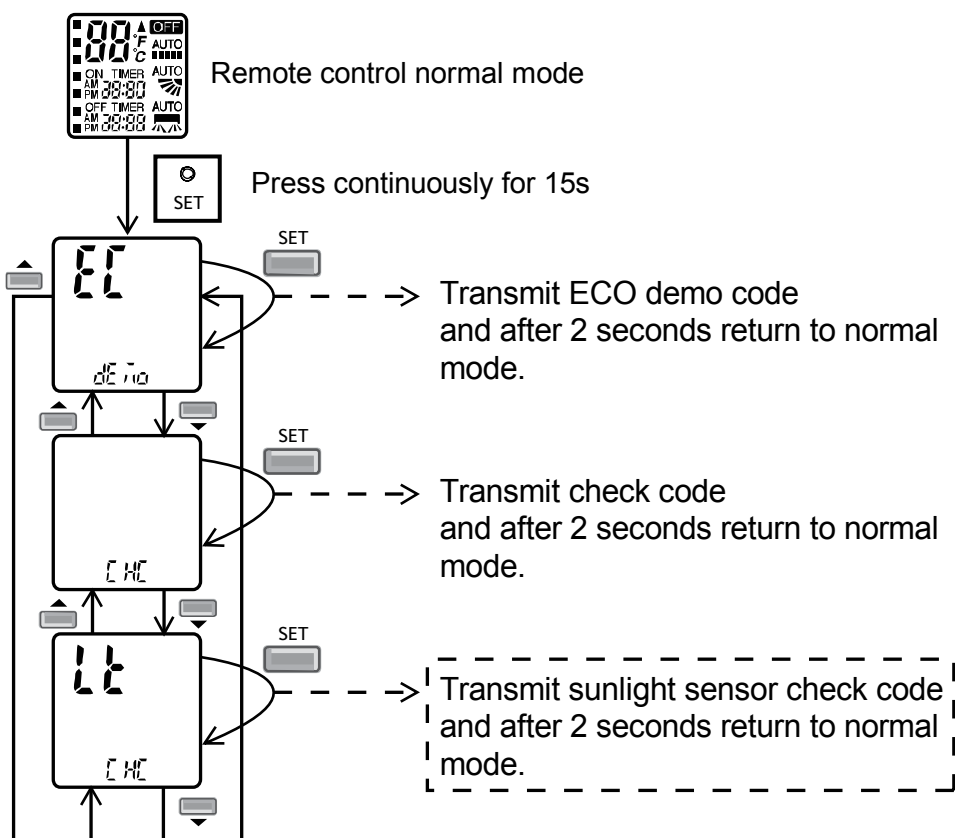 88 °F °C OFF
AUTO
ON TIMER AUTO
AM PM 88:88
OFF TIMER AUTO
AM PM 88:88
Remote control normal mode
SET
Press continuously for 15s
EC
dEmo
SET
Transmit ECO demo code
and after 2 seconds return to normal
mode.
CHC
SET
Transmit check code
and after 2 seconds return to normal
mode.
Lt
CHC
SET
Transmit sunlight sensor check code
and after 2 seconds return to normal
mode.